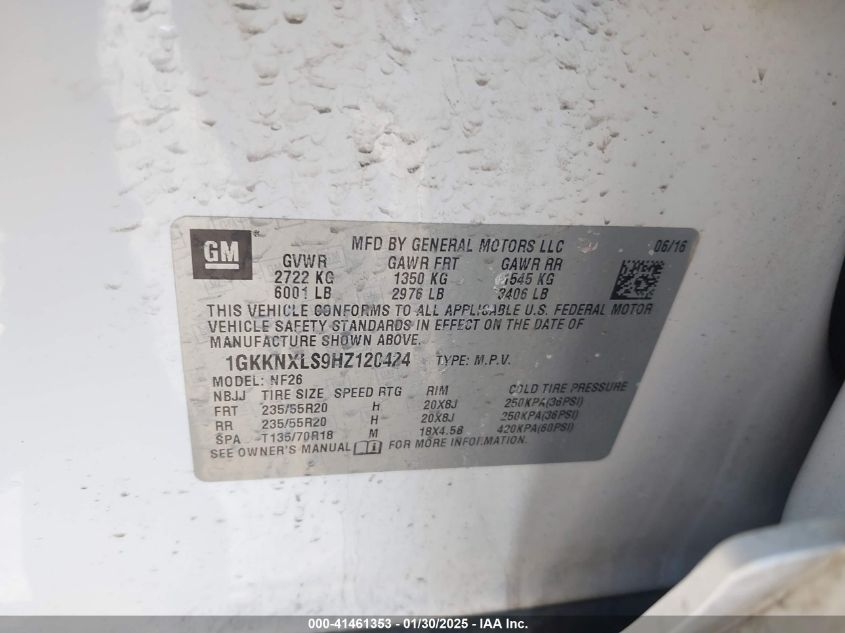 GM
MFD BY GENERAL MOTORS LLC 06/16
GVWR GAWR FRT GAWR RR
2722 KG 1350 KG 1545 KG
6001 LB 2976 LB 3406 LB
THIS VEHICLE CONFORMS TO ALL APPLICABLE U.S. FEDERAL MOTOR
VEHICLE SAFETY STANDARDS IN EFFECT ON THE DATE OF
MANUFACTURE SHOWN ABOVE.
1GKKNXLS9HZ120424 TYPE: M.P.V.
MODEL: NF26
NBJJ TIRE SIZE SPEED RTG RIM COLD TIRE PRESSURE
FRT 235/55R20 H 20X8J 250KPA(36PSI)
RR 235/55R20 H 20X8J 250KPA(36PSI)
SPA T135/70R18 M 18X4.5B 420KPA(60PSI)
SEE OWNER'S MANUAL FOR MORE INFORMATION.
000-41461353 - 01/30/2025 - IAA Inc.